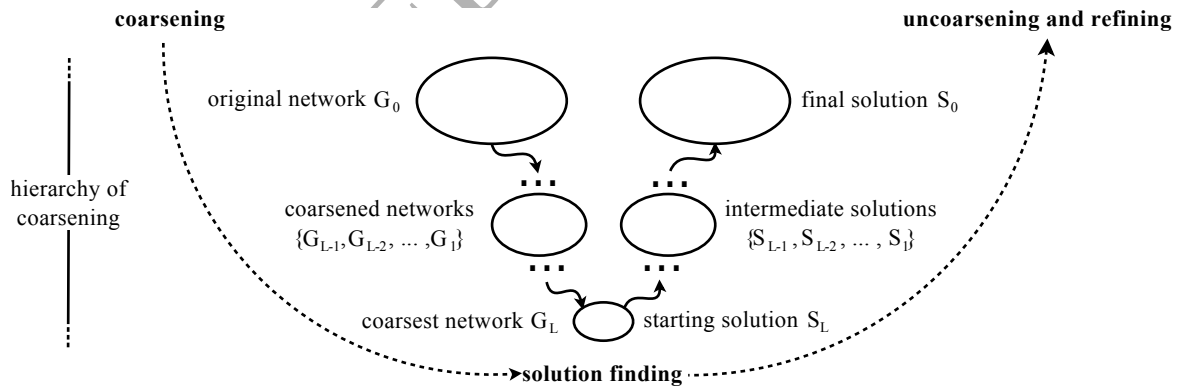 coarsening
uncoarsening and refining
original network G0
final solution S0
hierarchy of
coarsening
coarsened networks
{GL-1,GL-2, ... ,G1}
intermediate solutions
{SL-1,SL-2, ... , S1}
coarsest network GL
starting solution SL
solution finding